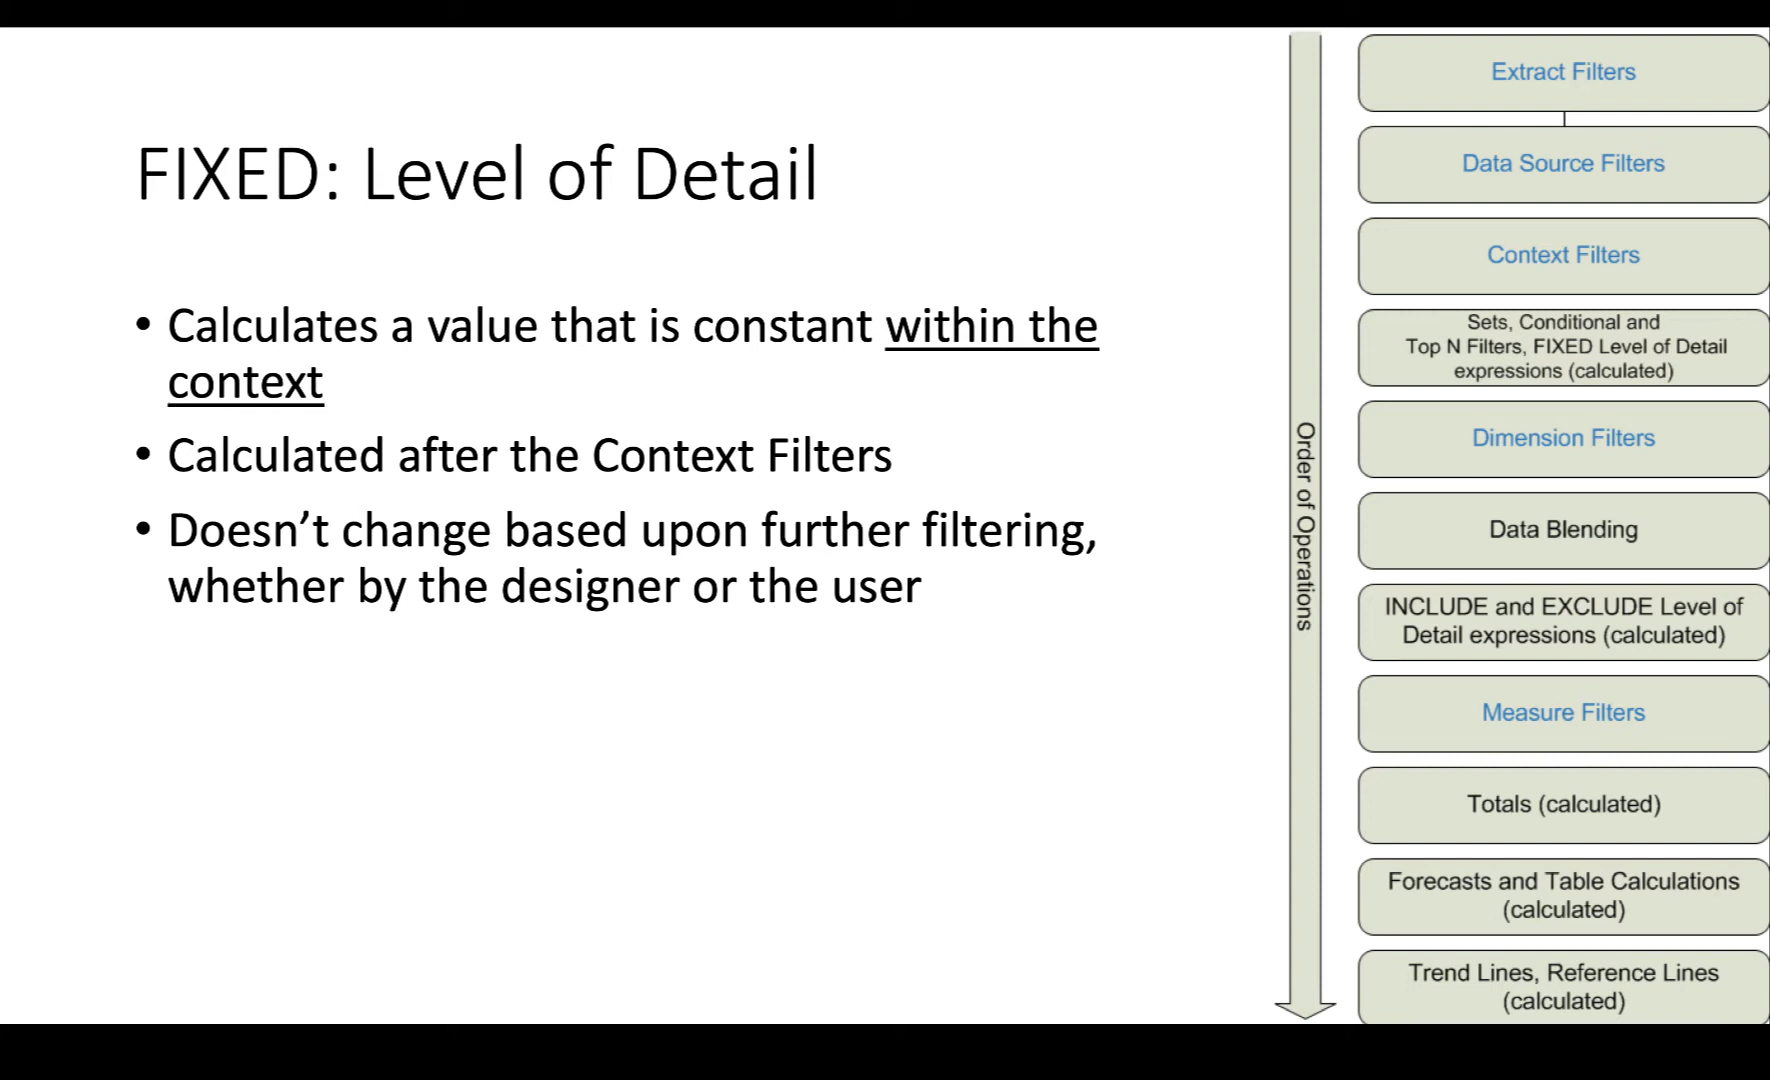 FIXED: Level of Detail
• Calculates a value that is constant within the
context
• Calculated after the Context Filters
• Doesn’t change based upon further filtering,
whether by the designer or the user
Order of Operations
Extract Filters
Data Source Filters
Context Filters
Sets, Conditional and
Top N Filters, FIXED Level of Detail
expressions (calculated)
Dimension Filters
Data Blending
INCLUDE and EXCLUDE Level of
Detail expressions (calculated)
Measure Filters
Totals (calculated)
Forecasts and Table Calculations
(calculated)
Trend Lines, Reference Lines
(calculated)